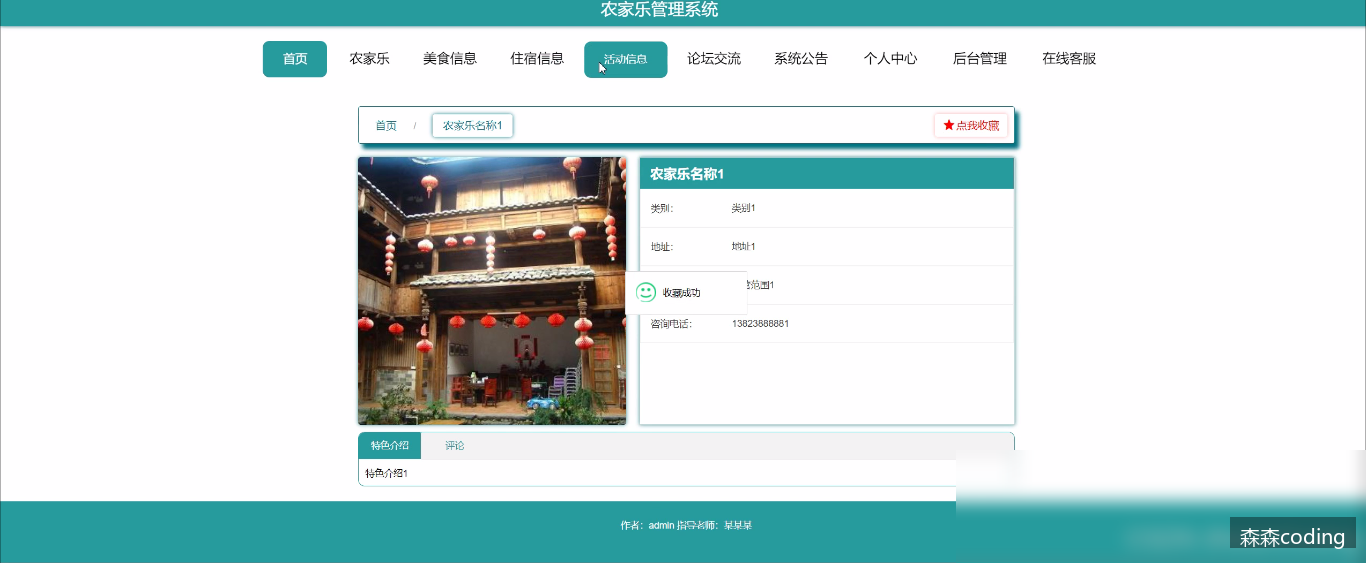 农家乐管理系统
首页 农家乐 美食信息 住宿信息 活动信息 论坛交流 系统公告 个人中心 后台管理 在线客服
首页 / 农家乐名称1 ★点我收藏
农家乐名称1
类别： 类别1
地址： 地址1
范围1
收藏成功
咨询电话： 13823888881
特色介绍 评论
特色介绍1
作者：admin 指导老师：某某某
森森coding